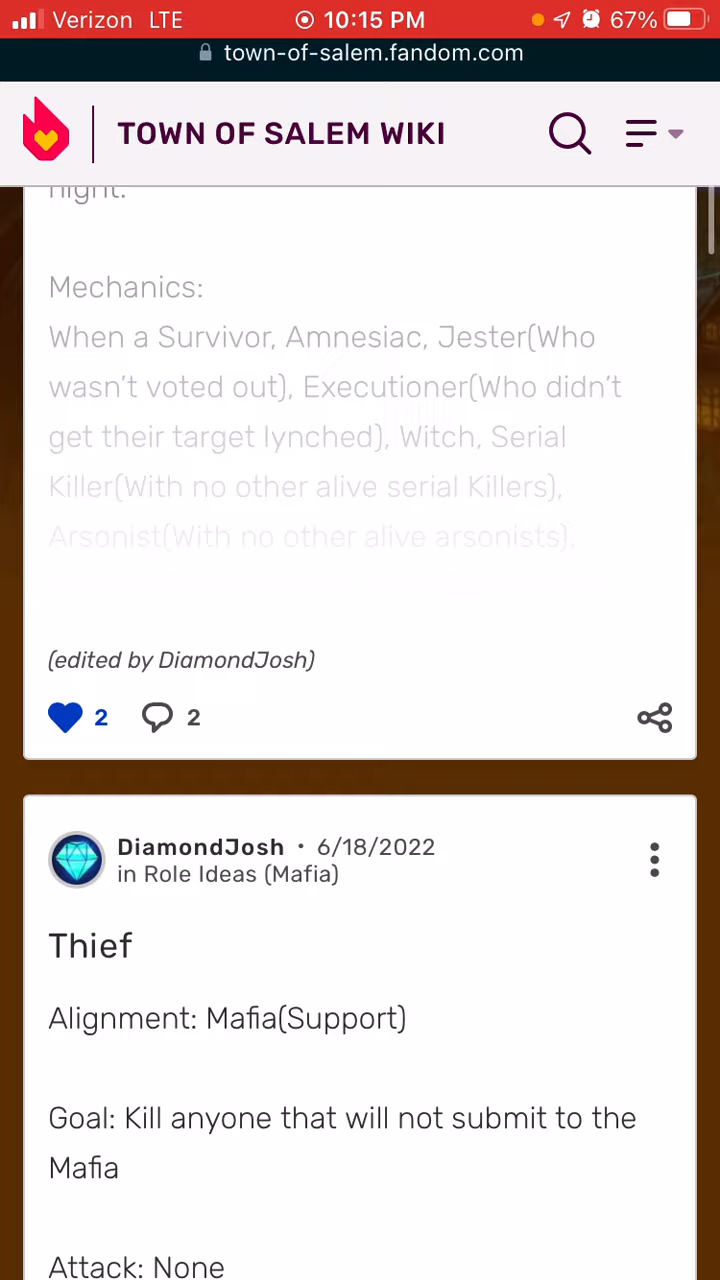 Verizon LTE 10:15 PM 67%
town-of-salem.fandom.com
TOWN OF SALEM WIKI
night.
Mechanics:
When a Survivor, Amnesiac, Jester(Who
wasn't voted out), Executioner(Who didn't
get their target lynched), Witch, Serial
Killer(With no other alive serial Killers),
Arsonist(With no other alive arsonists),
(edited by DiamondJosh)
2 2
DiamondJosh • 6/18/2022
in Role Ideas (Mafia)
Thief
Alignment: Mafia(Support)
Goal: Kill anyone that will not submit to the
Mafia
Attack: None